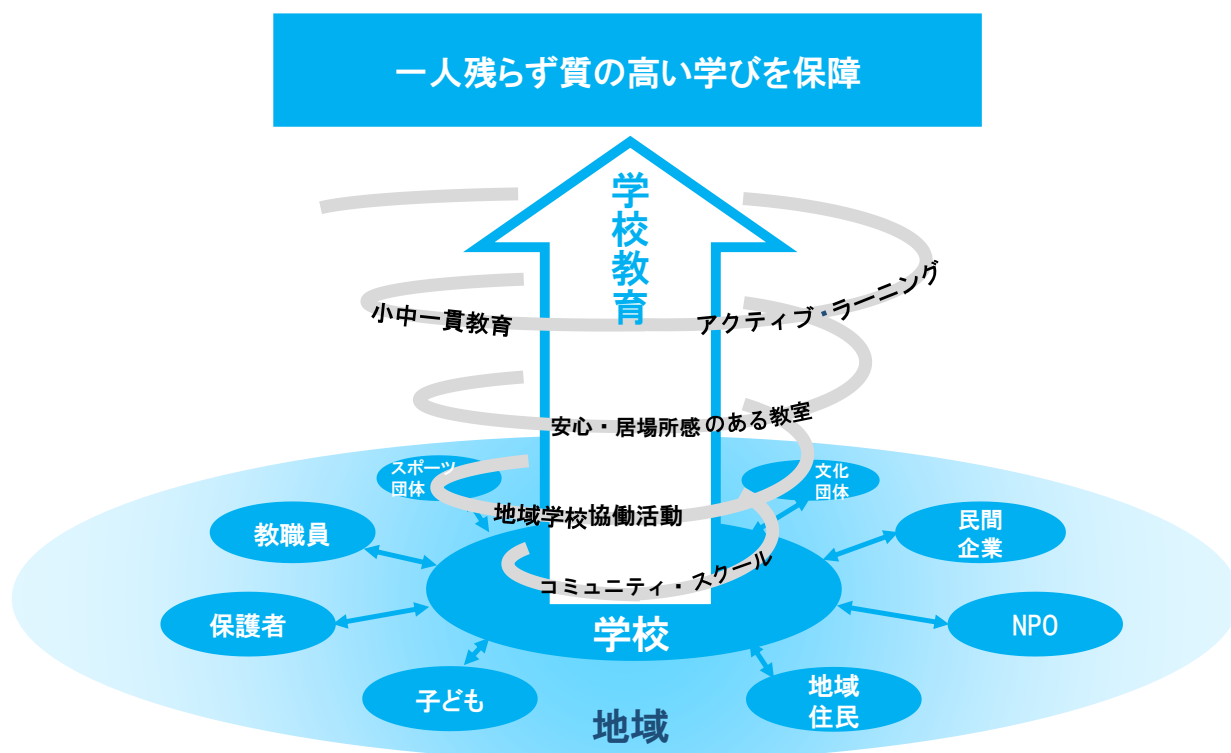 一人残らず質の高い学びを保障
学校教育
小中一貫教育
アクティブ・ラーニング
安心・居場所感のある教室
スポーツ
団体
文化
団体
地域学校協働活動
教職員
民間
企業
コミュニティ・スクール
保護者
学校
NPO
子ども
地域
住民
地域